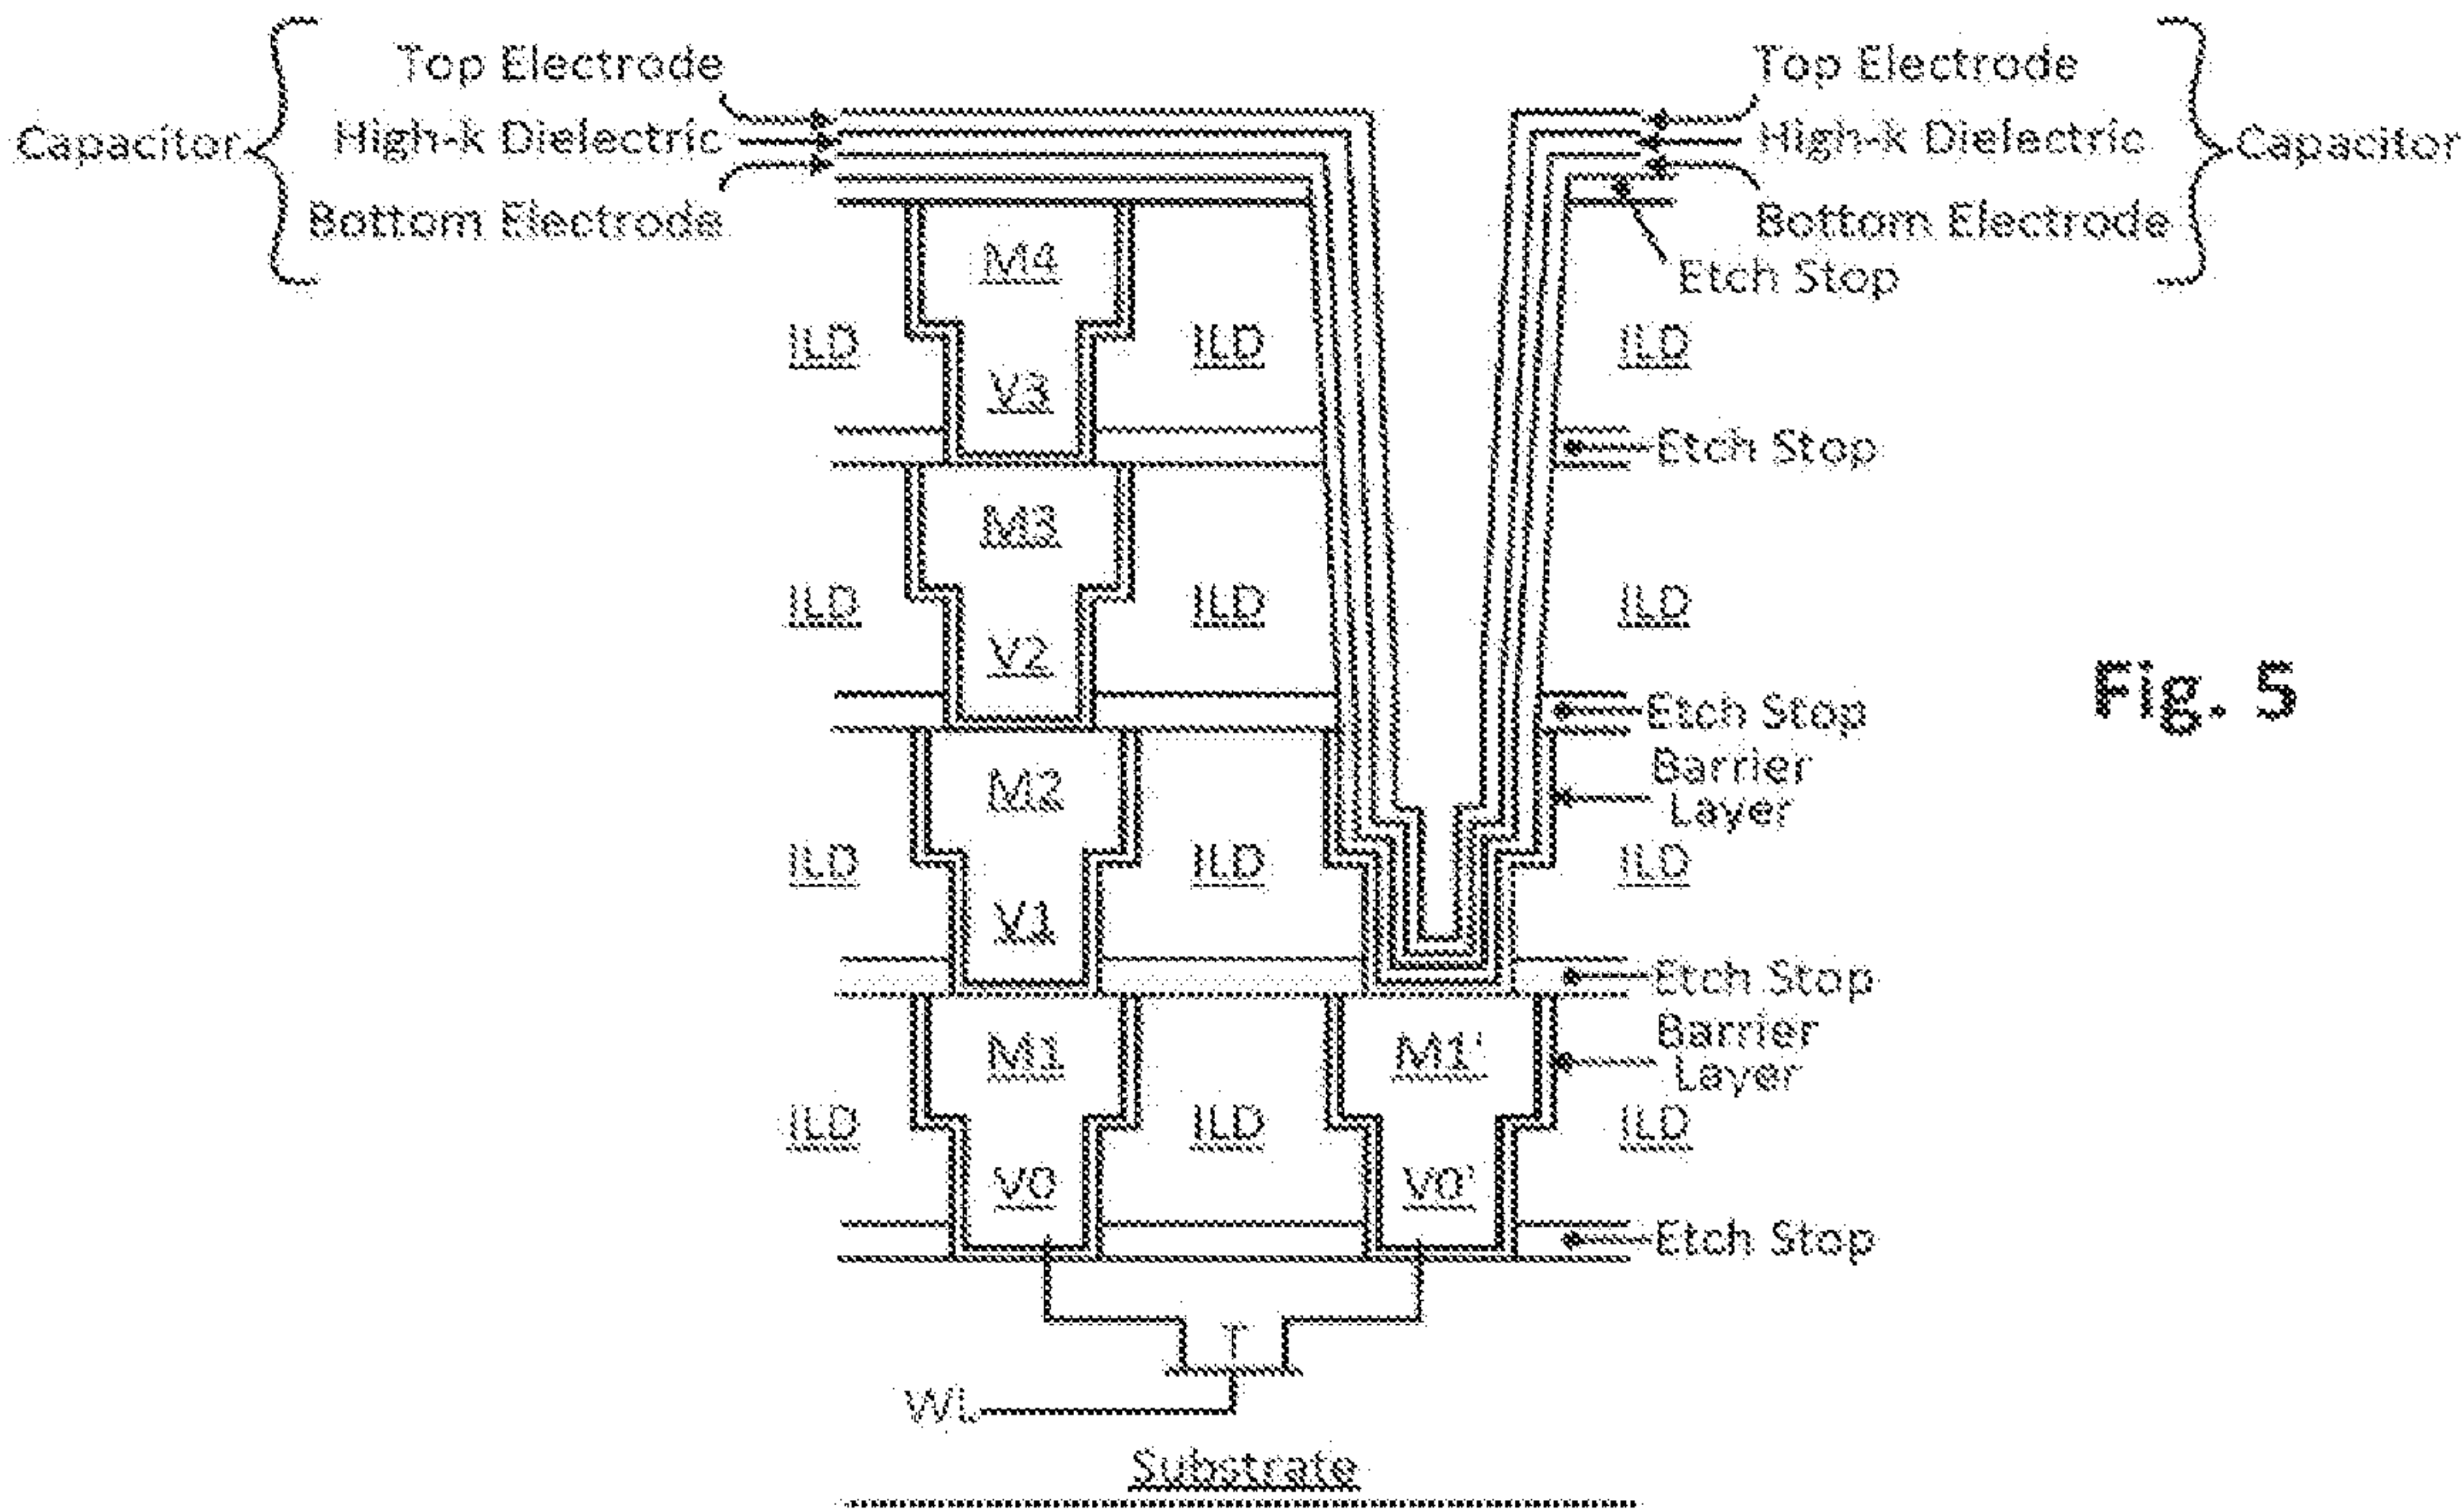 Top Electrode
High-k Dielectric
Bottom Electrode
Capacitor
Top Electrode
High-k Dielectric
Bottom Electrode
Capacitor
Etch Stop
M4
ILD
ILD
ILD
V3
Etch Stop
M3
ILD
ILD
ILD
V2
Etch Stop
Barrier
Layer
M2
ILD
ILD
ILD
V1
Etch Stop
Barrier
Layer
M1
M1'
ILD
ILD
ILD
V0
V0'
Etch Stop
T
WL
Substrate
Fig. 5